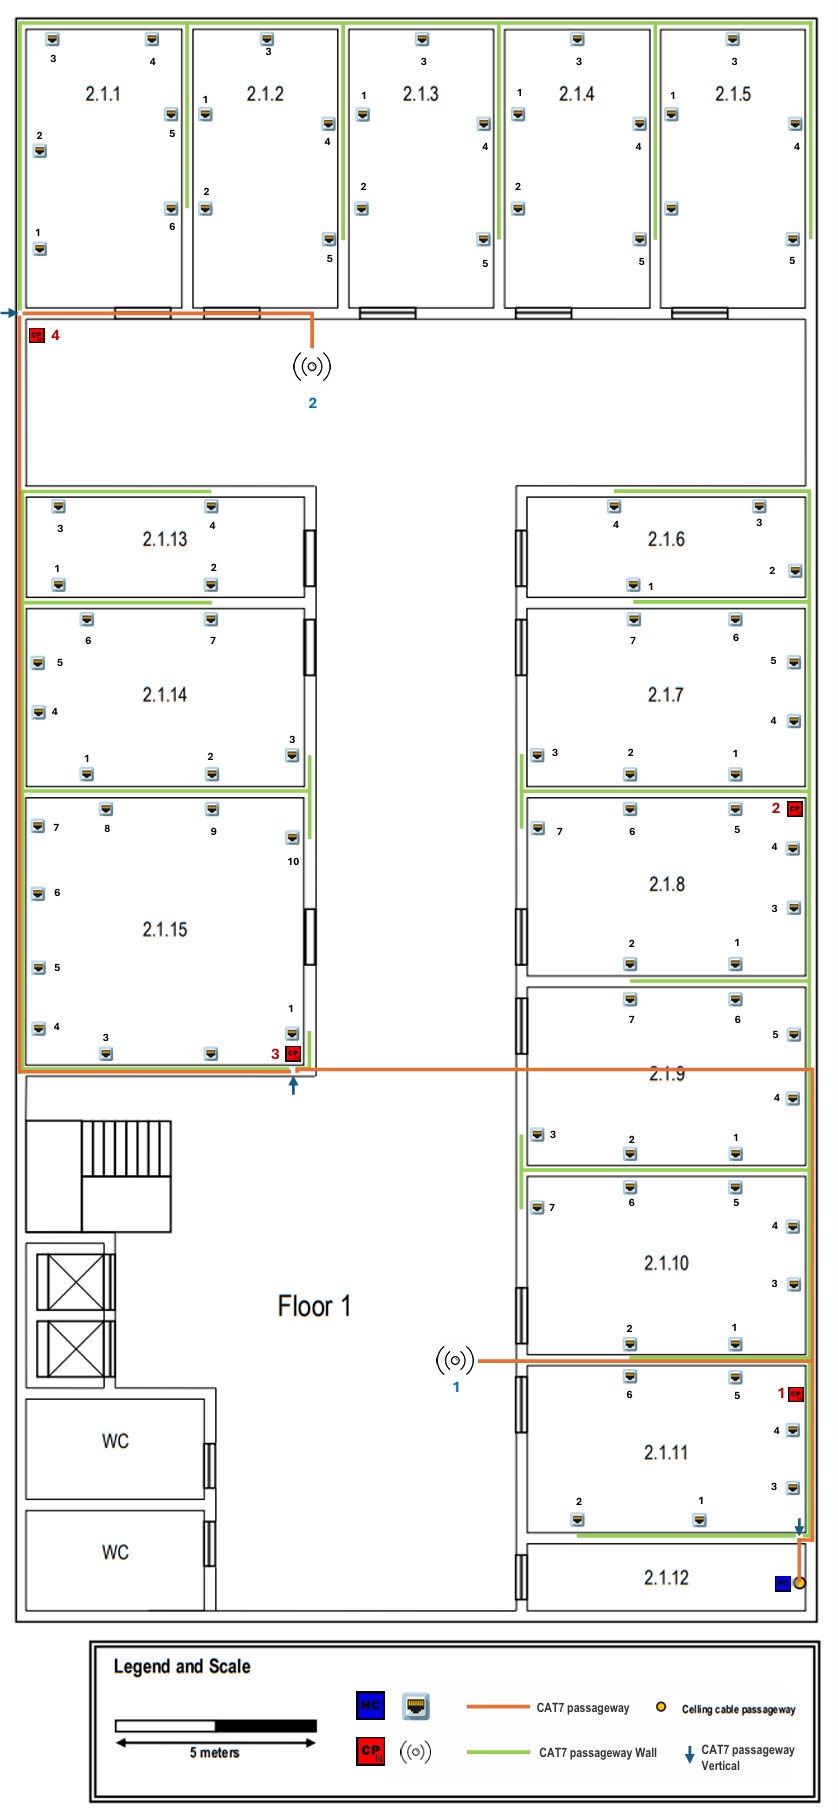 3 4 3 3 3 3
2.1.1 2.1.2 2.1.3 2.1.4 2.1.5
1 1 1 1
5 4 4 4 4
2
2 2 2
6
1 5 5 5 5
CP 4
2
3 4 4 3
2.1.13 2.1.6
1 2 1 2
6 7 7 6
5 5
2.1.14 2.1.7
4 4
1 2 3 3 2 1
2 CP
7 8 9 7 6 5
10 4
6 2.1.8 3
2.1.15
5 2 1
7 6
1 5
4 3
3 CP 2.1.9
4
3 2 1
6 5
7
4
2.1.10 3
Floor 1
2 1
1
6 5 1 CP
WC 4
2.1.11
3
2 1
WC
2.1.12
HC
Legend and Scale
HC CAT7 passageway Celling cable passageway
5 meters
CP N CAT7 passageway Wall CAT7 passageway
Vertical